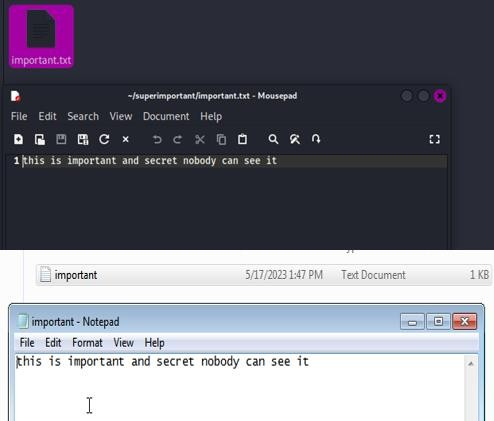 important.txt
~/superimportant/important.txt - Mousepad
File Edit Search View Document Help
1 this is important and secret nobody can see it
important 5/17/2023 1:47 PM Text Document 1 KB
important - Notepad
File Edit Format View Help
this is important and secret nobody can see it